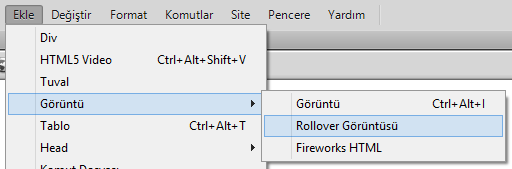 Ekle Değiştir Format Komutlar Site Pencere Yardım
Div
HTML5 Video Ctrl+Alt+Shift+V
Tuval
Görüntü
Görüntü Ctrl+Alt+I
Tablo Ctrl+Alt+T
Rollover Görüntüsü
Head
Fireworks HTML